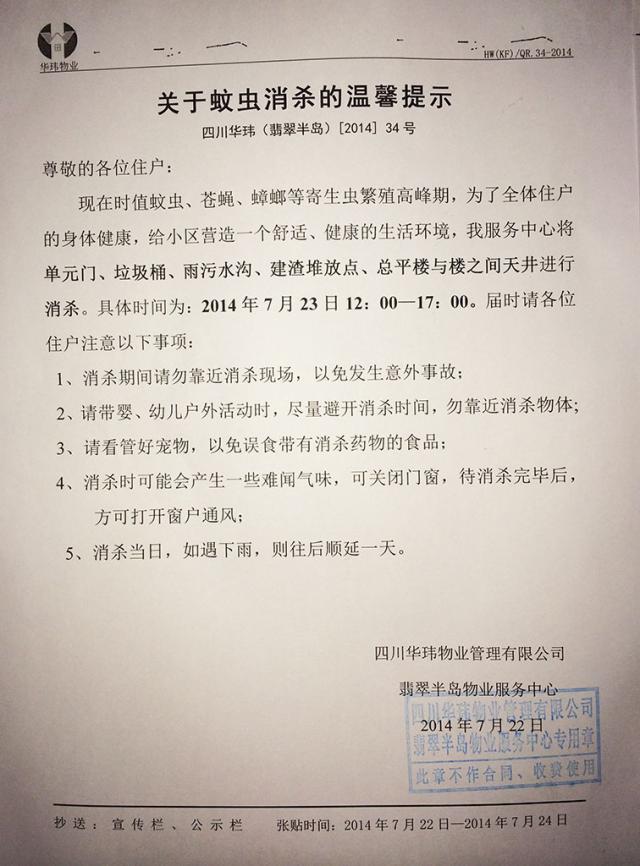 华玮物业
HW(KF)/QR.34-2014
关于蚊虫消杀的温馨提示
四川华玮（翡翠半岛）[2014] 34 号
尊敬的各位住户：
现在时值蚊虫、苍蝇、蟑螂等寄生虫繁殖高峰期，为了全体住户
的身体健康，给小区营造一个舒适、健康的生活环境，我服务中心将
单元门、垃圾桶、雨污水沟、建渣堆放点、总平楼与楼之间天井进行
消杀。具体时间为：2014 年 7 月 23 日 12：00—17：00。届时请各位
住户注意以下事项：
1、消杀期间请勿靠近消杀现场，以免发生意外事故；
2、请带婴、幼儿户外活动时，尽量避开消杀时间，勿靠近消杀物体；
3、请看管好宠物，以免误食带有消杀药物的食品；
4、消杀时可能会产生一些难闻气味，可关闭门窗，待消杀完毕后，
方可打开窗户通风；
5、消杀当日，如遇下雨，则往后顺延一天。
四川华玮物业管理有限公司
翡翠半岛物业服务中心
四川华玮物业管理有限公司
2014 年 7 月 22 日
翡翠半岛物业服务中心专用章
此章不作合同、收费使用
抄送：宣传栏、公示栏 张贴时间：2014 年 7 月 22 日—2014 年 7 月 24 日